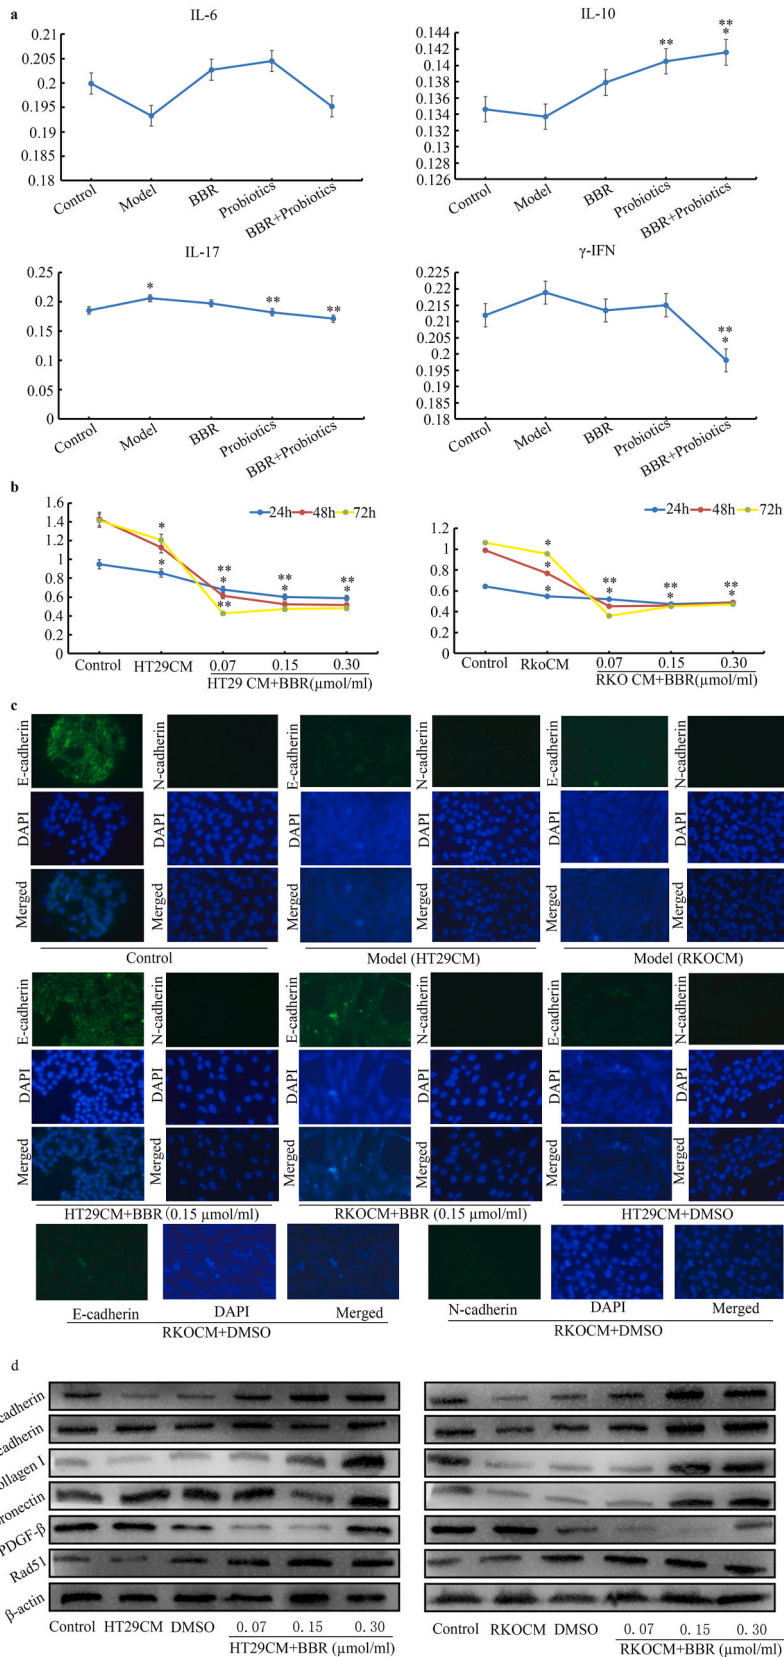 a
IL-6
0.21
0.205
0.2
0.195
0.19
0.185
0.18
Control
Model
BBR
Probiotics
BBR+Probiotics
IL-10
0.144
0.142
0.14
0.138
0.136
0.134
0.132
0.13
0.128
0.126
**
**
*
Control
Model
BBR
Probiotics
BBR+Probiotics
IL-17
0.25
0.2
0.15
0.1
0.05
0
*
**
**
Control
Model
BBR
Probiotics
BBR+Probiotics
γ-IFN
0.225
0.22
0.215
0.21
0.205
0.2
0.195
0.19
0.185
0.18
**
*
Control
Model
BBR
Probiotics
BBR+Probiotics
b
1.6
1.4
1.2
1
0.8
0.6
0.4
0.2
0
24h 48h 72h
*
*
**
*
**
**
*
**
*
Control HT29CM 0.07 0.15 0.30
HT29 CM+BBR(µmol/ml)
1.2
1
0.8
0.6
0.4
0.2
0
24h 48h 72h
*
*
*
**
*
**
*
**
*
Control RkoCM 0.07 0.15 0.30
RKO CM+BBR(µmol/ml)
c
E-cadherin N-cadherin E-cadherin N-cadherin E-cadherin N-cadherin
DAPI DAPI DAPI DAPI DAPI DAPI
Merged Merged Merged Merged Merged Merged
Control Model (HT29CM) Model (RKOCM)
E-cadherin N-cadherin E-cadherin N-cadherin E-cadherin N-cadherin
DAPI DAPI DAPI DAPI DAPI DAPI
Merged Merged Merged Merged Merged Merged
HT29CM+BBR (0.15 µmol/ml) RKOCM+BBR (0.15 µmol/ml) HT29CM+DMSO
E-cadherin DAPI Merged N-cadherin DAPI Merged
RKOCM+DMSO RKOCM+DMSO
d
cadherin
cadherin
ollagen I
ronectin
PDGF-β
Rad51
β-actin
Control HT29CM DMSO 0.07 0.15 0.30
HT29CM+BBR (µmol/ml)
Control RKOCM DMSO 0.07 0.15 0.30
RKOCM+BBR (µmol/ml)